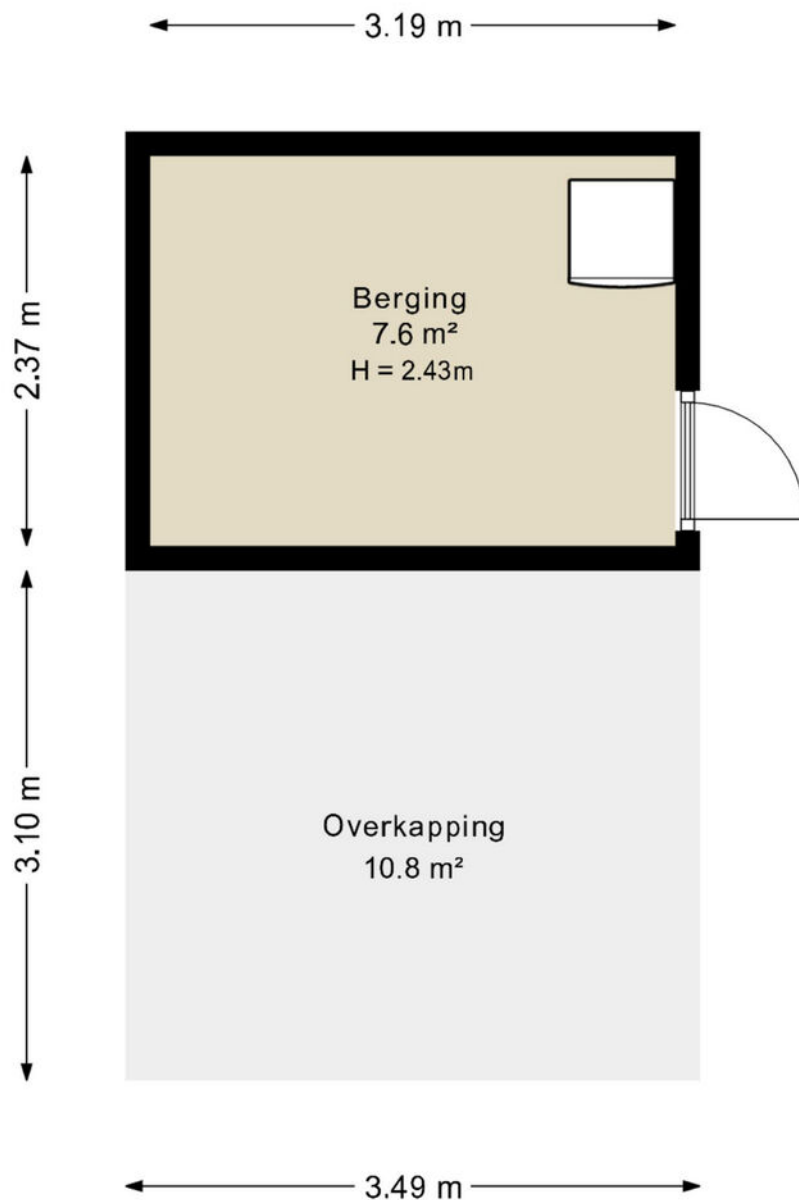 3.19 m
2.37 m
Berging
7.6 m²
H = 2.43m
3.10 m
Overkapping
10.8 m²
3.49 m